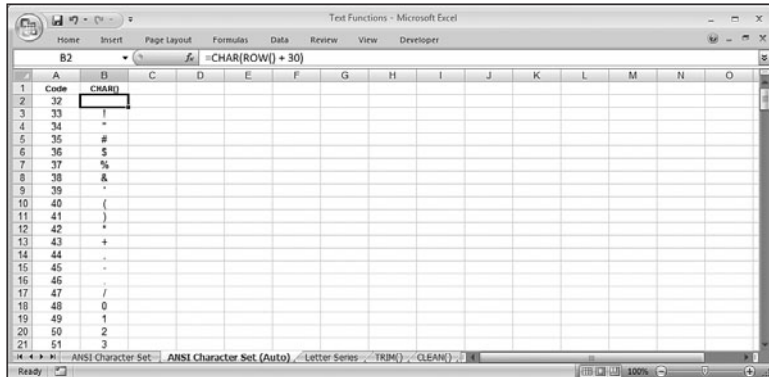 Text Functions - Microsoft Excel
Home Insert Page Layout Formulas Data Review View Developer
B2 fx =CHAR(ROW() + 30)
A B C D E F G H I J K L M N O
1 Code CHAR()
2 32
3 33 !
4 34 "
5 35 #
6 36 $
7 37 %
8 38 &
9 39 '
10 40 (
11 41 )
12 42 *
13 43 +
14 44 ,
15 45 -
16 46 .
17 47 /
18 48 0
19 49 1
20 50 2
21 51 3
ANSI Character Set ANSI Character Set (Auto) Letter Series TRIM() CLEAN()
Ready 100%